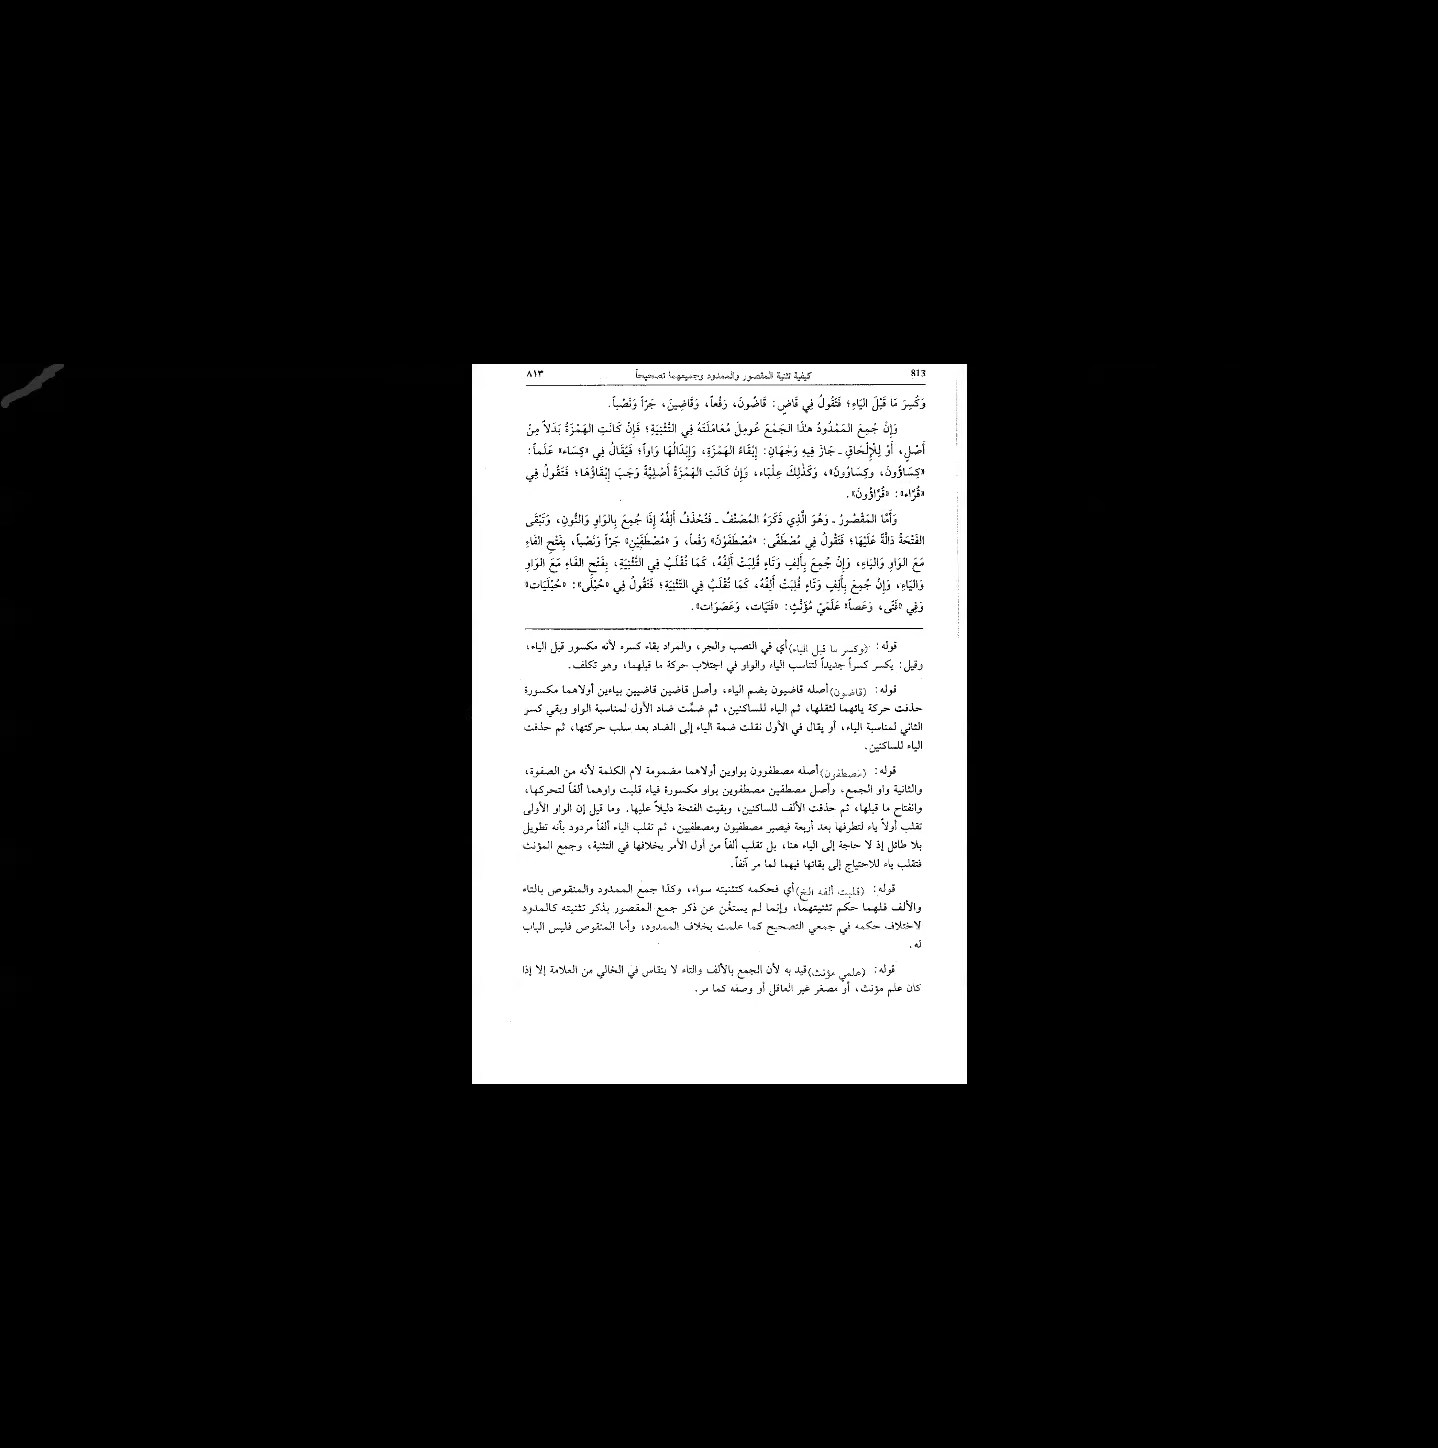 813 كيفية تثنية المقصور والممدود وجمعهما تصحيحاً ٨١٣
وَكُسِرَ مَا قَبْلَ اليَاءِ؛ فَتَقُولُ فِي قَاضٍ: قَاضُونَ، رَفْعاً، وَقَاضِينَ، جَرّاً وَنَصْباً.
وَإِنْ جُمِعَ المَمْدُودُ هٰذَا الجَمْعَ عُومِلَ مُعَامَلَتَهُ فِي التَّثْنِيَةِ؛ فَإِنْ كَانَتِ الهَمْزَةُ بَدَلاً مِنْ
أَصْلٍ، أَوْ لِلْإِلْحَاقِ ـ جَازَ فِيهِ وَجْهَانِ: إِبْقَاءُ الهَمْزَةِ، وَإِبْدَالُهَا وَاواً؛ فَيُقَالُ فِي «كِسَاء» عَلَماً:
«كِسَاؤُونَ، وكِسَاوُونَ»، وَكَذٰلِكَ عِلْبَاء، وَإِنْ كَانَتِ الهَمْزَةُ أَصْلِيَّةً وَجَبَ إِبْقَاؤُهَا؛ فَتَقُولُ فِي
«قُرَّاء»: «قُرَّاؤُونَ».
وَأَمَّا المَقْصُورُ ـ وَهُوَ الَّذِي ذَكَرَهُ المُصَنِّفُ ـ فَتُحْذَفُ أَلِفُهُ إِذَا جُمِعَ بِالوَاوِ وَالنُّونِ، وَتَبْقَى
الفَتْحَةُ دَالَّةً عَلَيْهَا؛ فَتَقُولُ فِي مُصْطَفًى: «مُصْطَفَوْنَ» رَفْعاً، وَ «مُصْطَفَيْنَ» جَرّاً وَنَصْباً، بِفَتْحِ الفَاءِ
مَعَ الوَاوِ وَاليَاءِ، وَإِنْ جُمِعَ بِأَلِفٍ وَتَاءٍ قُلِبَتْ أَلِفُهُ، كَمَا تُقْلَبُ فِي التَّثْنِيَةِ، بِفَتْحِ الفَاءِ مَعَ الوَاوِ
وَاليَاءِ، وَإِنْ جُمِعَ بِأَلِفٍ وَتَاءٍ قُلِبَتْ أَلِفُهُ، كَمَا تُقْلَبُ فِي التَّثْنِيَةِ؛ فَتَقُولُ فِي «حُبْلَى»: «حُبْلَيَات»
وَفِي «فَتًى، وَعَصاً» عَلَمَيْ مُؤَنَّثٍ: «فَتَيَات، وَعَصَوَات».
قوله: (وكسر ما قبل الياء) أي في النصب والجر، والمراد بقاء كسره لأنه مكسور قبل الياء،
وقيل: يكسر كسراً جديداً لتناسب الياء والواو في اجتلاب حركة ما قبلهما، وهو تكلف.
قوله: (قاضون) أصله قاضيون بضم الياء، وأصل قاضين قاضيين بياءين أولاهما مكسورة
حذفت حركة يائهما لثقلها، ثم الياء للساكنين، ثم ضمّت ضاد الأول لمناسبة الواو وبقي كسر
الثاني لمناسبة الياء، أو يقال في الأول نقلت ضمة الياء إلى الضاد بعد سلب حركتها، ثم حذفت
الياء للساكنين.
قوله: (مصطفون) أصله مصطفوون بواوين أولاهما مضمومة لام الكلمة لأنه من الصفوة،
والثانية واو الجمع، وأصل مصطفين مصطفوين بواو مكسورة فياء قلبت واوهما ألفاً لتحركها،
وانفتاح ما قبلها، ثم حذفت الألف للساكنين، وبقيت الفتحة دليلاً عليها. وما قيل إن الواو الأولى
تقلب أولاً ياء لتطرفها بعد أربعة فيصير مصطفيون ومصطفيين، ثم تقلب الياء ألفاً مردود بأنه تطويل
بلا طائل إذ لا حاجة إلى الياء هنا، بل تقلب ألفاً من أول الأمر بخلافها في التثنية، وجمع المؤنث
فتقلب ياء للاحتياج إلى بقائها فيهما لما مر آنفاً.
قوله: (قلبت ألفه الخ) أي فحكمه كتثنيته سواء، وكذا جمع الممدود والمنقوص بالتاء
والألف فلهما حكم تثنيتهما، وإنما لم يستغن عن ذكر جمع المقصور بذكر تثنيته كالمدود
لاختلاف حكمه في جمعي التصحيح كما علمت بخلاف الممدود، وأما المنقوص فليس الباب
له.
قوله: (علمي مؤنث) قيد به لأن الجمع بالألف والتاء لا ينقاس في الخالي من العلامة إلا إذا
كان علم مؤنث، أو مصغر غير العاقل أو وصفه كما مر.